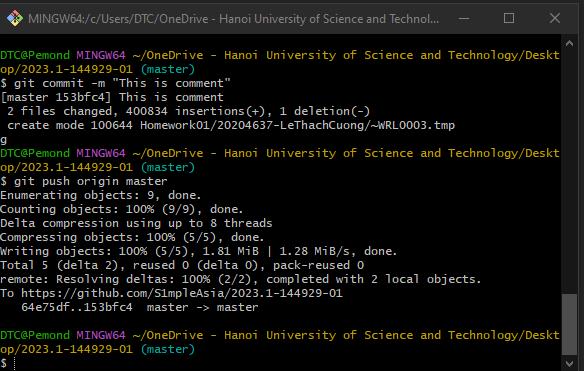 MINGW64:/c/Users/DTC/OneDrive - Hanoi University of Science and Technol...
DTC@Pemond MINGW64 ~/OneDrive - Hanoi University of Science and Technology/Deskt
op/2023.1-144929-01 (master)
$ git commit -m "This is comment"
[master 153bfc4] This is comment
 2 files changed, 400834 insertions(+), 1 deletion(-)
 create mode 100644 Homework01/20204637-LeThachCuong/~WRL0003.tmp
g
DTC@Pemond MINGW64 ~/OneDrive - Hanoi University of Science and Technology/Deskt
op/2023.1-144929-01 (master)
$ git push origin master
Enumerating objects: 9, done.
Counting objects: 100% (9/9), done.
Delta compression using up to 8 threads
Compressing objects: 100% (5/5), done.
Writing objects: 100% (5/5), 1.81 MiB | 1.28 MiB/s, done.
Total 5 (delta 2), reused 0 (delta 0), pack-reused 0
remote: Resolving deltas: 100% (2/2), completed with 2 local objects.
To https://github.com/S1mpleAsia/2023.1-144929-01
   64e75df..153bfc4  master -> master
DTC@Pemond MINGW64 ~/OneDrive - Hanoi University of Science and Technology/Deskt
op/2023.1-144929-01 (master)
$